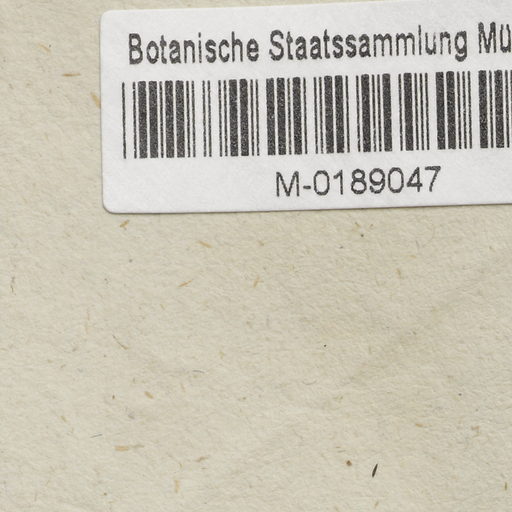 Botanische Staatssammlung Mü
M-0189047